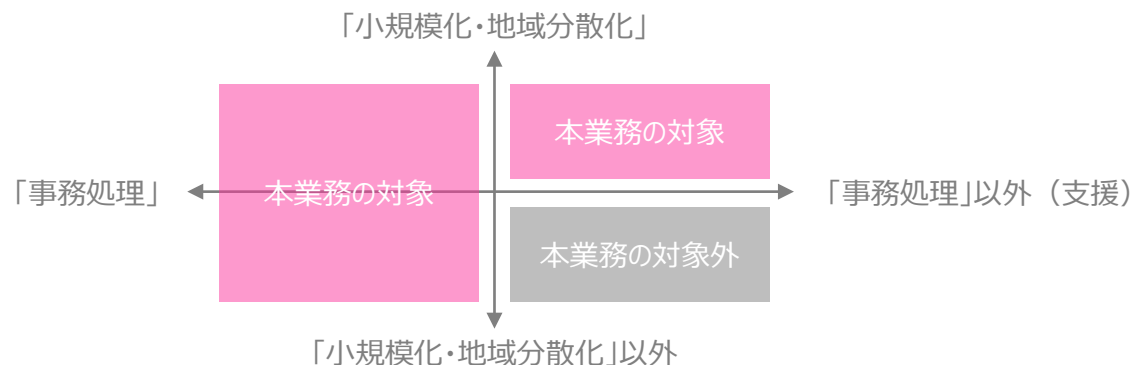 「小規模化・地域分散化」
本業務の対象
「事務処理」
本業務の対象
「事務処理」以外（支援）
本業務の対象外
「小規模化・地域分散化」以外